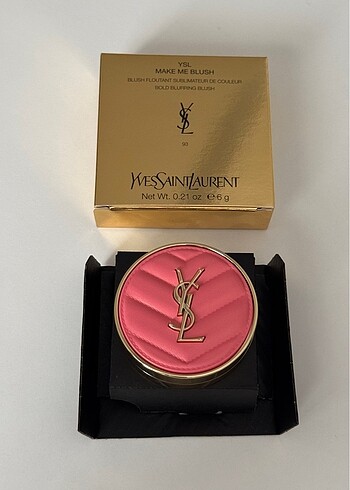 YSL
MAKE ME BLUSH
BLUSH FLOUTANT SUBLIMATEUR DE COULEUR
BOLD BLURRING BLUSH
YSL
YVESSAINTLAURENT
Net Wt. 0.21 oz ℮ 6 g
YSL